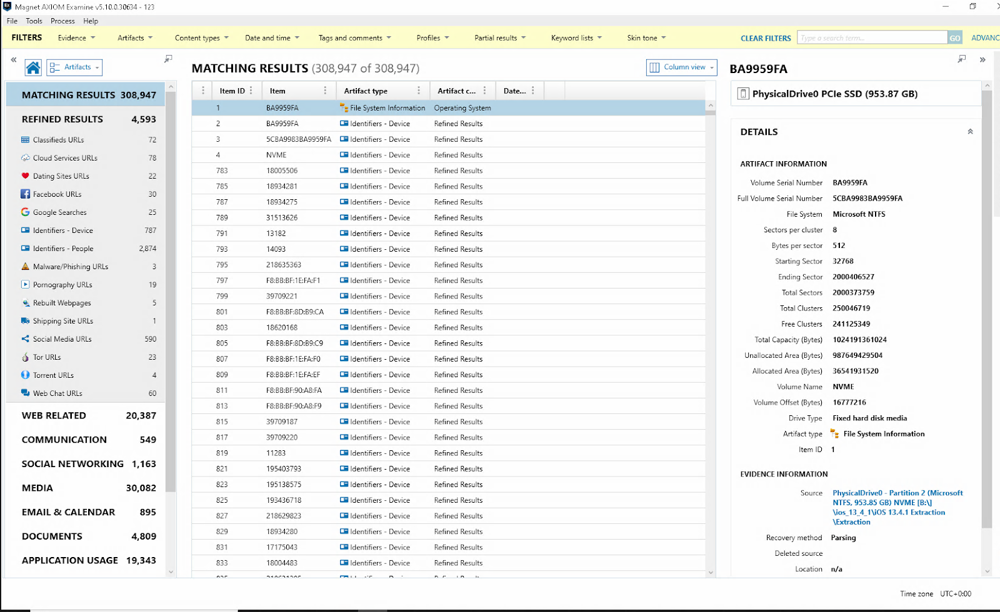 Magnet AXIOM Examine v5.10.0.30634 - 123
File Tools Process Help
FILTERS Evidence Artifacts Content types Date and time Tags and comments Profiles Partial results Keyword lists Skin tone CLEAR FILTERS Type a search term... GO ADVANC
Artifacts
MATCHING RESULTS 308,947
REFINED RESULTS 4,593
Classifieds URLs 72
Cloud Services URLs 78
Dating Sites URLs 22
Facebook URLs 30
Google Searches 25
Identifiers - Device 787
Identifiers - People 2,874
Malware/Phishing URLs 3
Pornography URLs 19
Rebuilt Webpages 5
Shipping Site URLs 1
Social Media URLs 590
Tor URLs 23
Torrent URLs 4
Web Chat URLs 60
WEB RELATED 20,387
COMMUNICATION 549
SOCIAL NETWORKING 1,163
MEDIA 30,082
EMAIL & CALENDAR 895
DOCUMENTS 4,809
APPLICATION USAGE 19,343
MATCHING RESULTS (308,947 of 308,947) Column view
Item ID Item Artifact type Artifact c... Date...
1 BA9959FA File System Information Operating System
2 BA9959FA Identifiers - Device Refined Results
3 5CBA9983BA9959FA Identifiers - Device Refined Results
4 NVME Identifiers - Device Refined Results
783 18005506 Identifiers - Device Refined Results
785 18934281 Identifiers - Device Refined Results
787 18934275 Identifiers - Device Refined Results
789 31513626 Identifiers - Device Refined Results
791 13182 Identifiers - Device Refined Results
793 14093 Identifiers - Device Refined Results
795 218635363 Identifiers - Device Refined Results
797 F8:BB:BF:1E:FA:F1 Identifiers - Device Refined Results
799 39709221 Identifiers - Device Refined Results
801 F8:BB:BF:8D:B9:CA Identifiers - Device Refined Results
803 18620168 Identifiers - Device Refined Results
805 F8:BB:BF:8D:B9:C9 Identifiers - Device Refined Results
807 F8:BB:BF:1E:FA:F0 Identifiers - Device Refined Results
809 F8:BB:BF:1E:FA:EF Identifiers - Device Refined Results
811 F8:BB:BF:90:A8:FA Identifiers - Device Refined Results
813 F8:BB:BF:90:A8:F9 Identifiers - Device Refined Results
815 39709187 Identifiers - Device Refined Results
817 39709220 Identifiers - Device Refined Results
819 11283 Identifiers - Device Refined Results
821 195403793 Identifiers - Device Refined Results
823 195138575 Identifiers - Device Refined Results
825 193436718 Identifiers - Device Refined Results
827 218629823 Identifiers - Device Refined Results
829 18934280 Identifiers - Device Refined Results
831 17175043 Identifiers - Device Refined Results
833 18004483 Identifiers - Device Refined Results
BA9959FA
PhysicalDrive0 PCIe SSD (953.87 GB)
DETAILS
ARTIFACT INFORMATION
Volume Serial Number BA9959FA
Full Volume Serial Number 5CBA9983BA9959FA
File System Microsoft NTFS
Sectors per cluster 8
Bytes per sector 512
Starting Sector 32768
Ending Sector 2000406527
Total Sectors 2000373759
Total Clusters 250046719
Free Clusters 241125349
Total Capacity (Bytes) 1024191361024
Unallocated Area (Bytes) 987649429504
Allocated Area (Bytes) 36541931520
Volume Name NVME
Volume Offset (Bytes) 16777216
Drive Type Fixed hard disk media
Artifact type File System Information
Item ID 1
EVIDENCE INFORMATION
Source PhysicalDrive0 - Partition 2 (Microsoft
NTFS, 953.85 GB) NVME [B:\]
\ios_13_4_1\iOS 13.4.1 Extraction
\Extraction
Recovery method Parsing
Deleted source
Location n/a
Time zone UTC+0:00